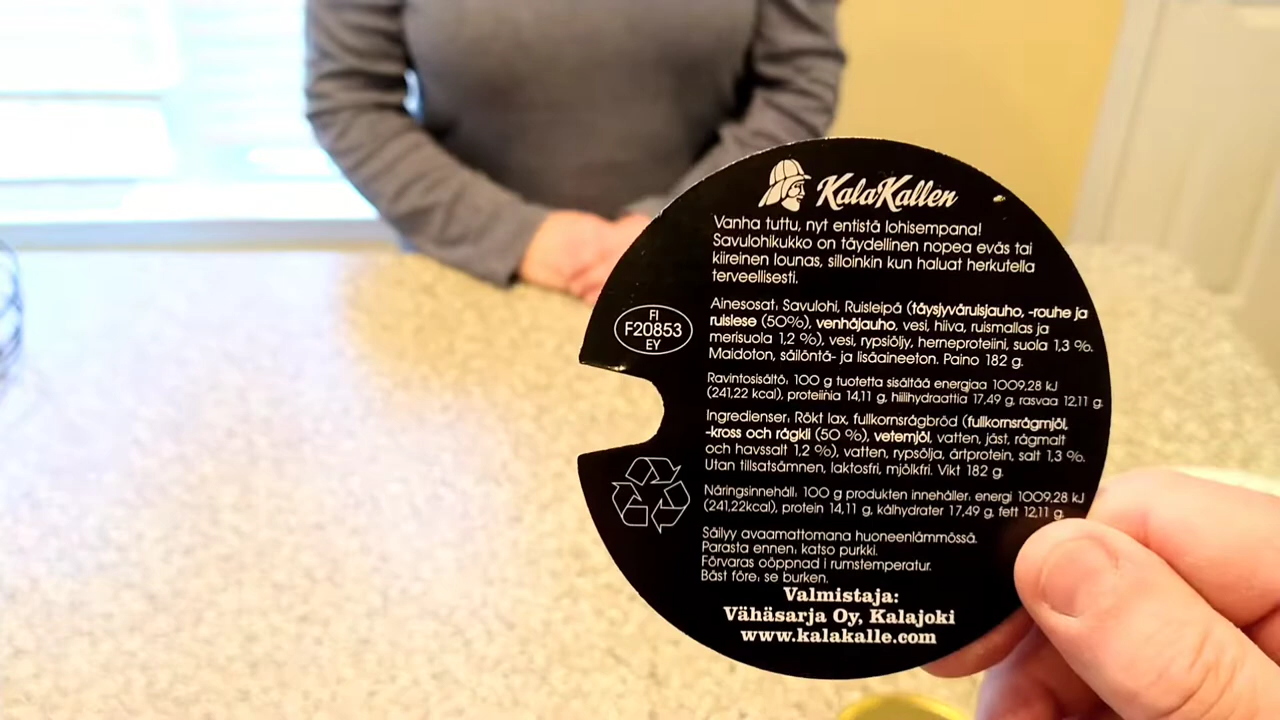 KalaKallen
Vanha tuttu, nyt entistä lohisempana!
Savulohikukko on täydellinen nopea eväs tai
kiireinen lounas, silloinkin kun haluat herkutella
terveellisesti.
Ainesosat: Savulohi, Ruisleipä (täysjyväruisjauho, -rouhe ja
ruislese (50%), venhäjauho, vesi, hiiva, ruismallas ja
merisuola 1,2 %), vesi, rypsiöljy, herneproteiini, suola 1,3 %.
Maidoton, säilöntä- ja lisäaineeton. Paino 182 g.
FI
F20853
EY
Ravintosisältö: 100 g tuotetta sisältää energiaa 1009,28 kJ
(241,22 kcal), proteiinia 14,11 g, hiilihydraattia 17,49 g, rasvaa 12,11 g.
Ingredienser: Rökt lax, fullkornsrågbröd (fullkornsrågmjöl,
-kross och rågkli (50 %), vetemjöl, vatten, jäst, rågmalt
och havssalt 1,2 %), vatten, rypsölja, ärtprotein, salt 1,3 %.
Utan tillsatsämnen, laktosfri, mjölkfri. Vikt 182 g.
Näringsinnehåll: 100 g produkten innehåller: energi 1009,28 kJ
(241,22kcal), protein 14,11 g, kålhydrater 17,49 g, fett 12,11 g.
Säilyy avaamattomana huoneenlämmössä.
Parasta ennen: katso purkki.
Förvaras oöppnad i rumstemperatur.
Bäst före: se burken.
Valmistaja:
Vähäsarja Oy, Kalajoki
www.kalakalle.com